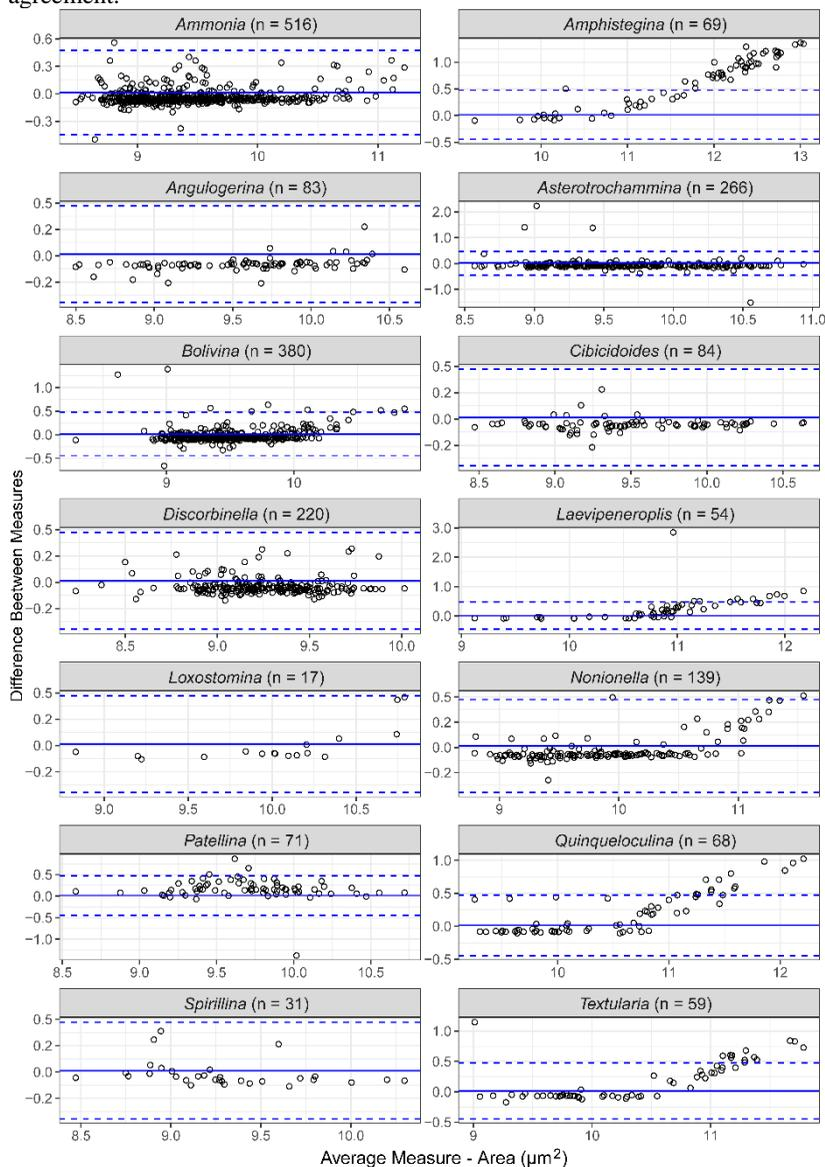 agreement.
Ammonia (n = 516) Amphistegina (n = 69)
0.6
0.3
0.0
−0.3
9 10 11
1.0
0.5
0.0
−0.5
10 11 12 13
Angulogerina (n = 83) Asterotrochammina (n = 266)
0.5
0.2
0.0
−0.2
8.5 9.0 9.5 10.0 10.5
2.0
1.0
0.0
−1.0
8.5 9.0 9.5 10.0 10.5 11.0
Bolivina (n = 380) Cibicidoides (n = 84)
1.0
0.5
0.0
−0.5
9 10
0.5
0.2
0.0
−0.2
8.5 9.0 9.5 10.0 10.5
Discorbinella (n = 220) Laevipeneroplis (n = 54)
0.5
0.2
0.0
−0.2
8.5 9.0 9.5 10.0
3.0
2.0
1.0
0.0
9 10 11 12
Loxostomina (n = 17) Nonionella (n = 139)
0.5
0.2
0.0
−0.2
9.0 9.5 10.0 10.5
0.5
0.2
0.0
−0.2
9 10 11
Patellina (n = 71) Quinqueloculina (n = 68)
0.5
0.0
−0.5
−1.0
8.5 9.0 9.5 10.0 10.5
1.0
0.5
0.0
−0.5
10 11 12
Spirillina (n = 31) Textularia (n = 59)
0.5
0.2
0.0
−0.2
8.5 9.0 9.5 10.0
1.0
0.5
0.0
−0.5
9 10 11
Difference Beetween Measures
Average Measure - Area (µm²)